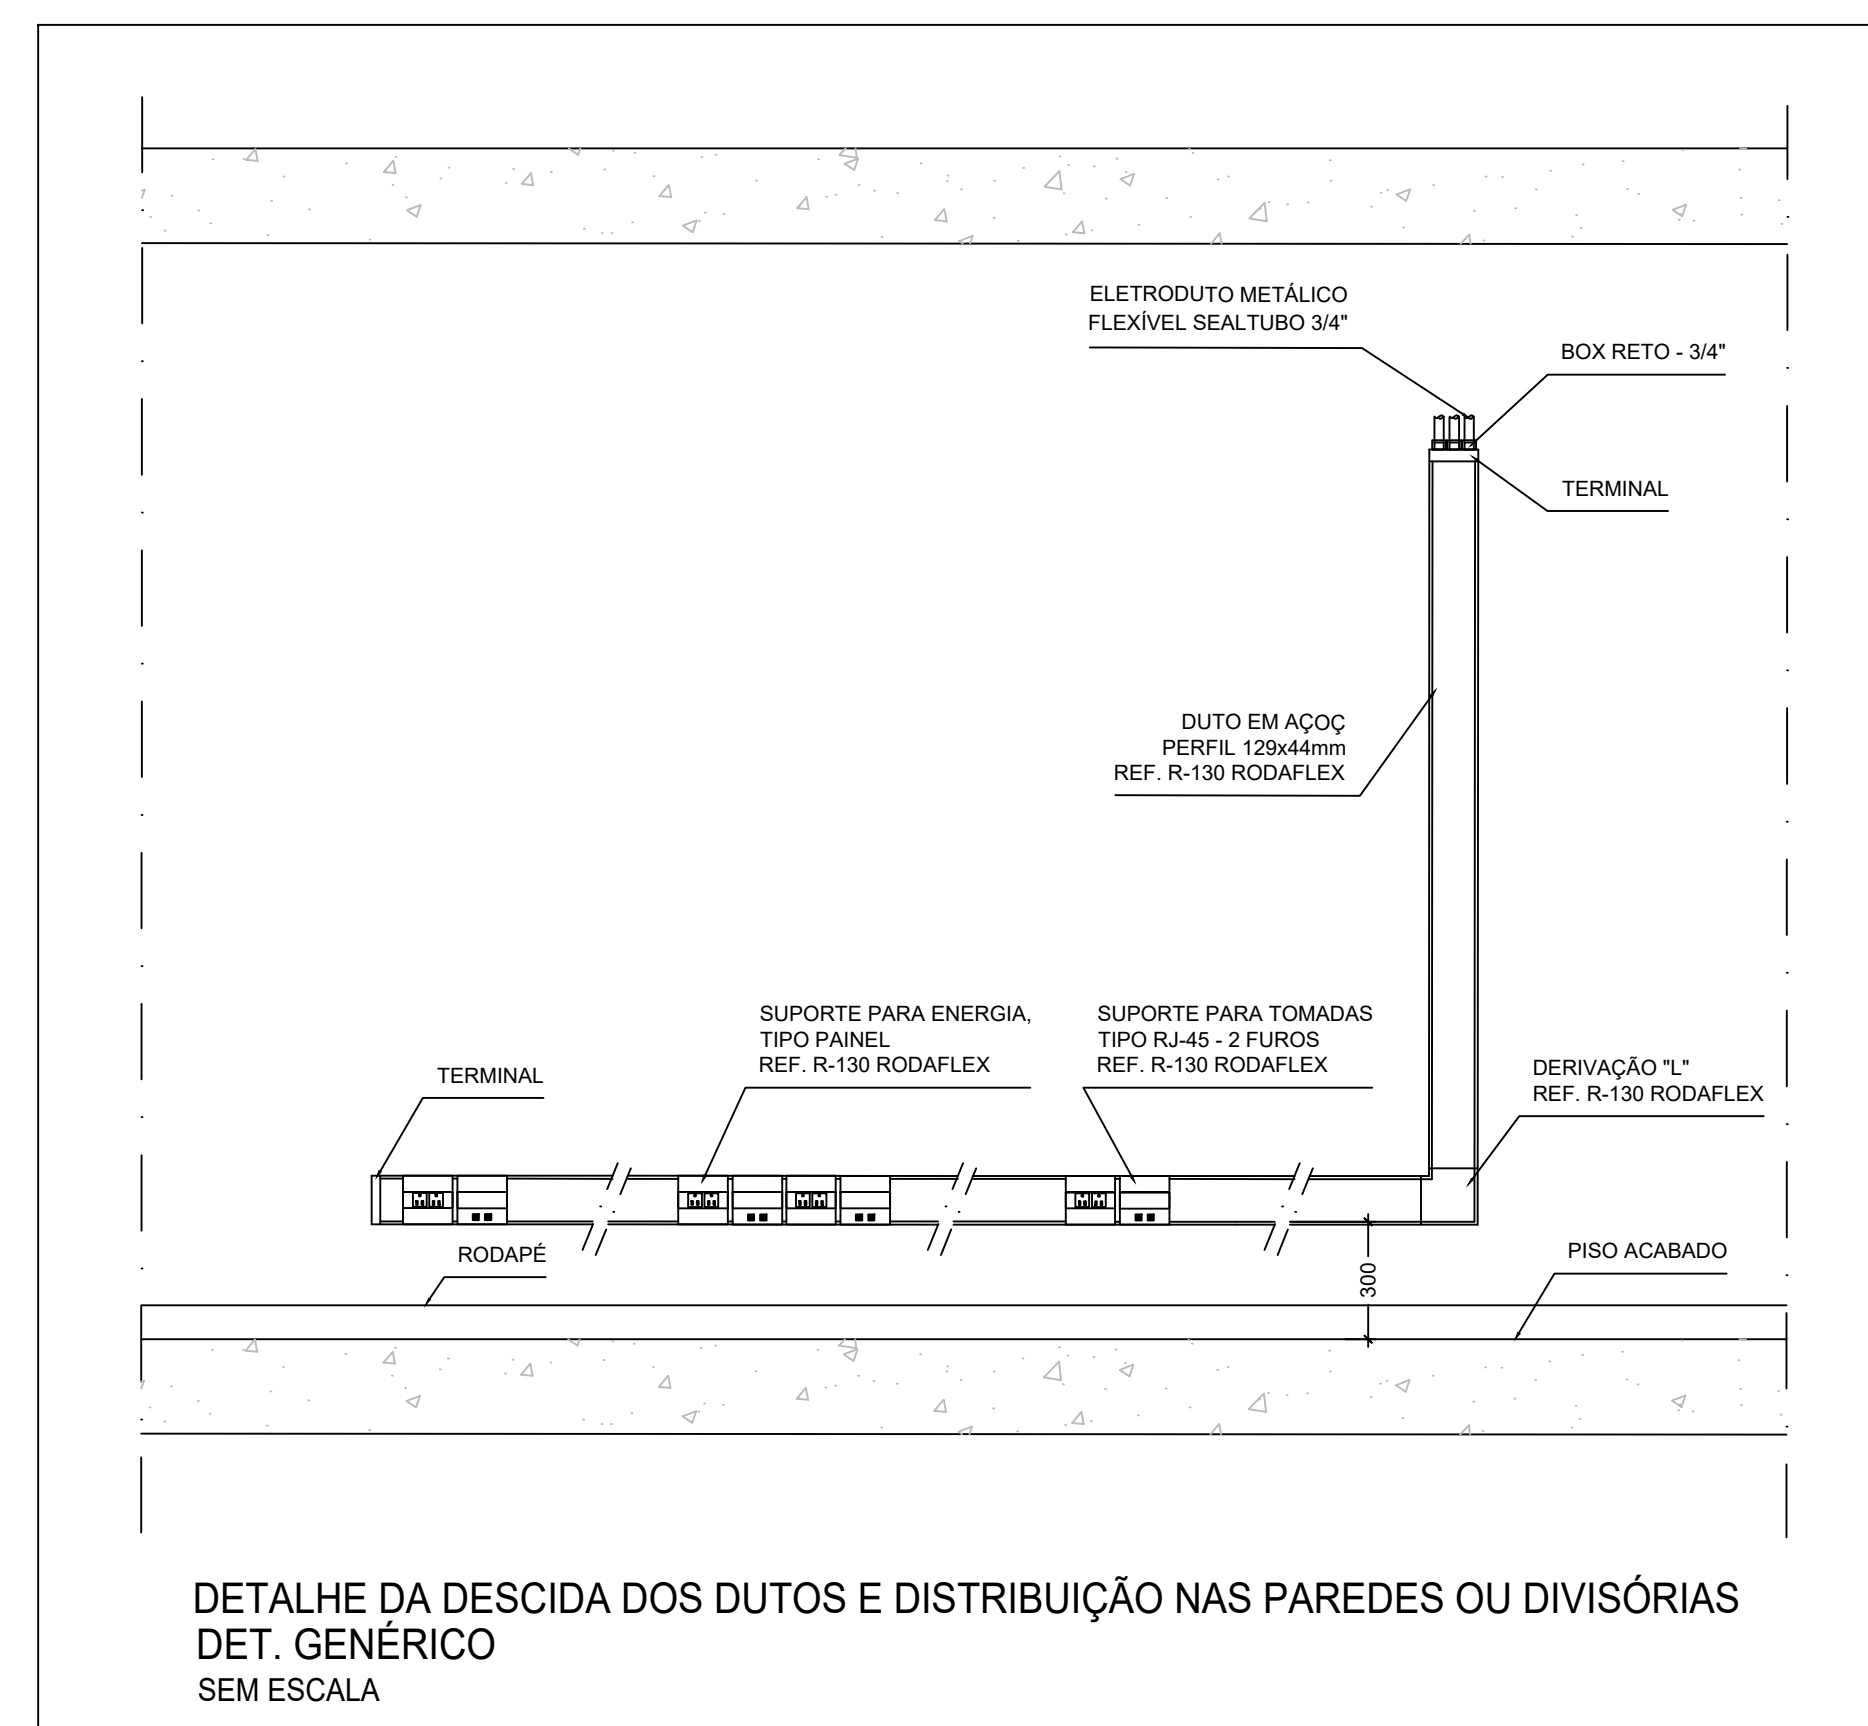 ELETRODUTO METÁLICO
FLEXÍVEL SEALTUBO 3/4"
BOX RETO - 3/4"
TERMINAL
DUTO EM AÇOÇ
PERFIL 129x44mm
REF. R-130 RODAFLEX
SUPORTE PARA ENERGIA,
TIPO PAINEL
REF. R-130 RODAFLEX
SUPORTE PARA TOMADAS
TIPO RJ-45 - 2 FUROS
REF. R-130 RODAFLEX
DERIVAÇÃO "L"
REF. R-130 RODAFLEX
TERMINAL
RODAPÉ
300
PISO ACABADO
DETALHE DA DESCIDA DOS DUTOS E DISTRIBUIÇÃO NAS PAREDES OU DIVISÓRIAS
DET. GENÉRICO
SEM ESCALA